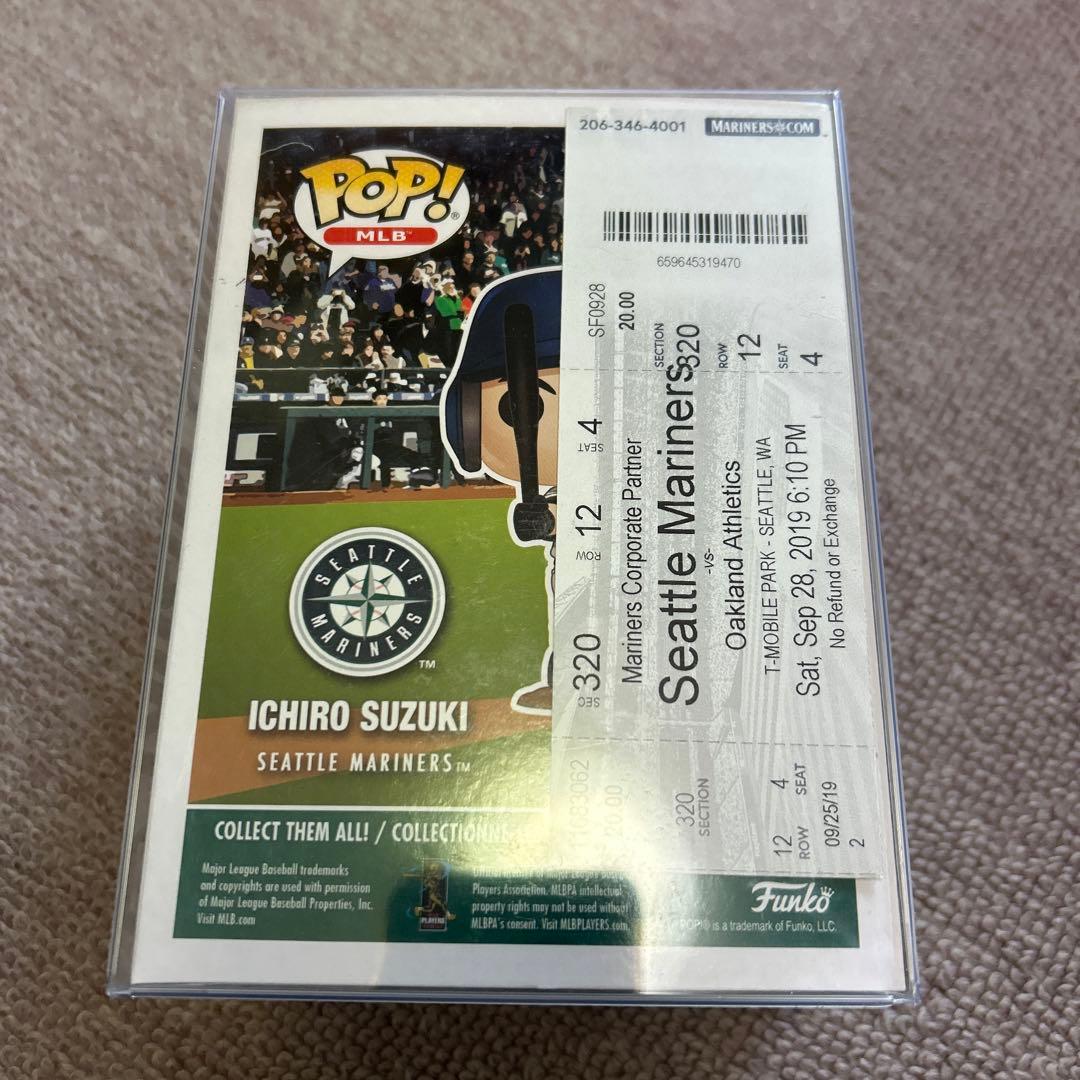 POP!®
MLB™
SEATTLE
MARINERS
TM
ICHIRO SUZUKI
SEATTLE MARINERS™
COLLECT THEM ALL! / COLLECTIONNE
Major League Baseball trademarks
and copyrights are used with permission
of Major League Baseball Properties, Inc.
Visit MLB.com
PLAYERS
Players Association. MLBPA intellectual
property rights may not be used without
MLBPA's consent. Visit MLBPLAYERS.com,
Funko
POP!® is a trademark of Funko, LLC.
206-346-4001
MARINERS COM
659645319470
SF0928
20.00
SECTION
320
ROW
12
SEAT
4
SEC 320
ROW 12
SEAT 4
Mariners Corporate Partner
Seattle Mariners
-vs-
Oakland Athletics
T-MOBILE PARK - SEATTLE, WA
Sat, Sep 28, 2019 6:10 PM
No Refund or Exchange
320
SECTION
12
ROW
4
SEAT
09/25/19
2